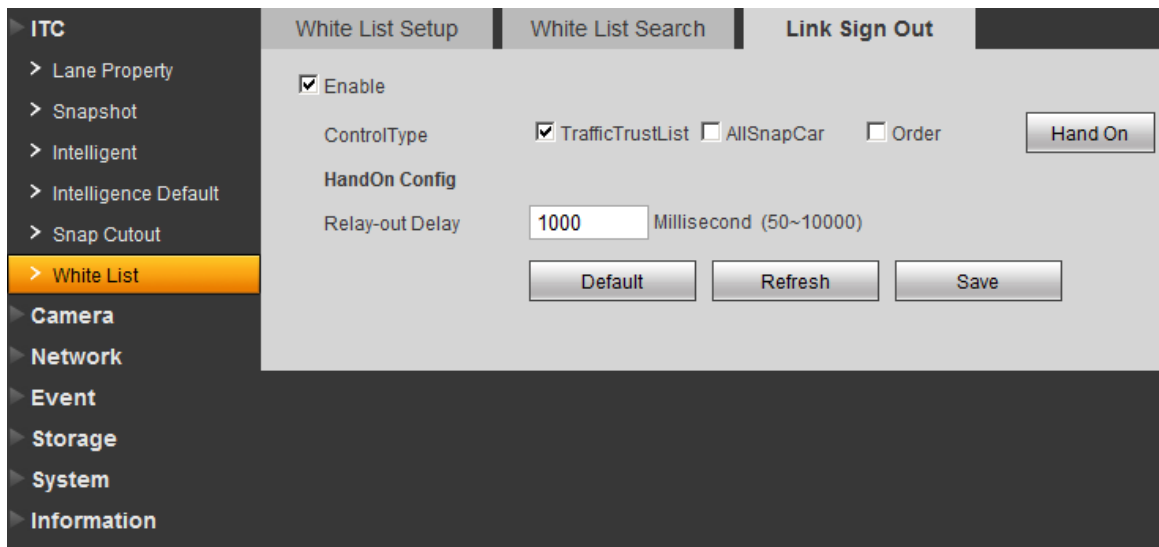 ITC
Lane Property
Snapshot
Intelligent
Intelligence Default
Snap Cutout
White List
Camera
Network
Event
Storage
System
Information
White List Setup White List Search Link Sign Out
Enable
ControlType TrafficTrustList AllSnapCar Order Hand On
HandOn Config
Relay-out Delay 1000 Millisecond (50~10000)
Default Refresh Save